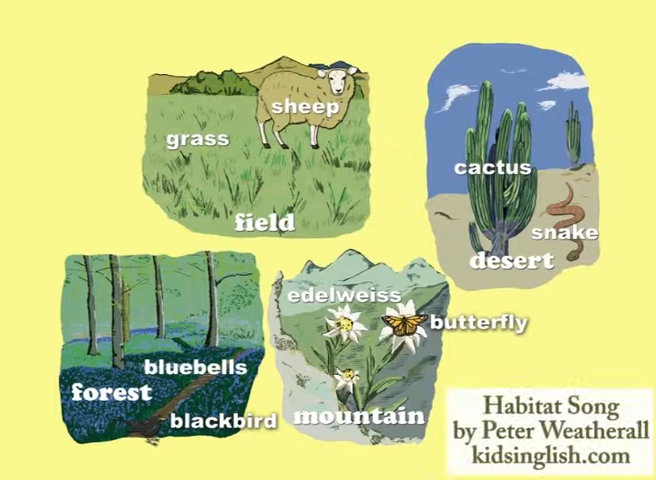 sheep
grass
field
cactus
snake
desert
edelweiss
butterfly
mountain
bluebells
forest
blackbird
Habitat Song
by Peter Weatherall
kidsinglish.com